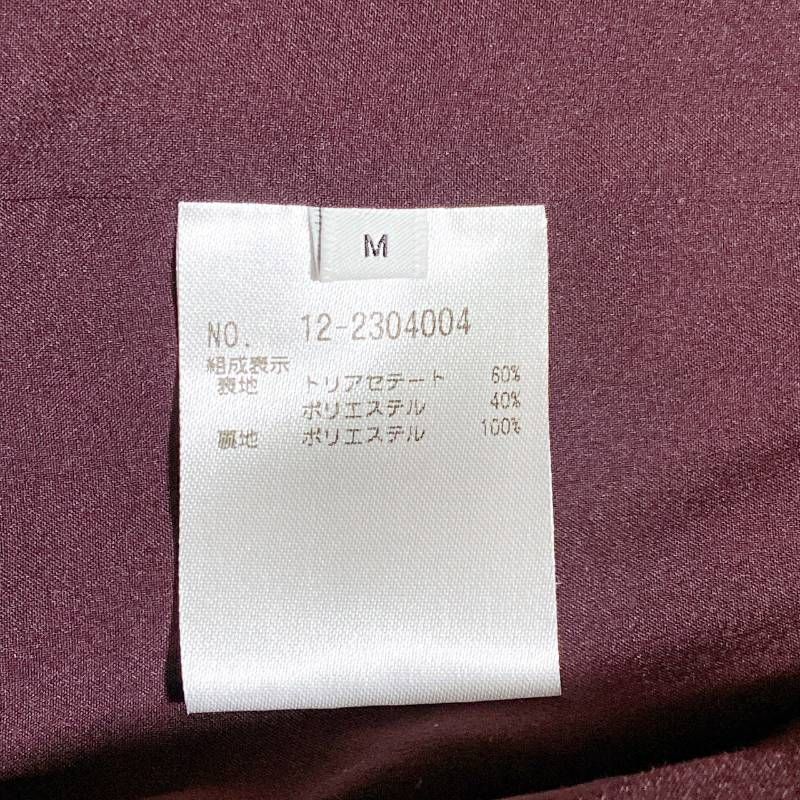 M
NO. 12-2304004
組成表示
表地 トリアセテート 60%
ポリエステル 40%
裏地 ポリエステル 100%